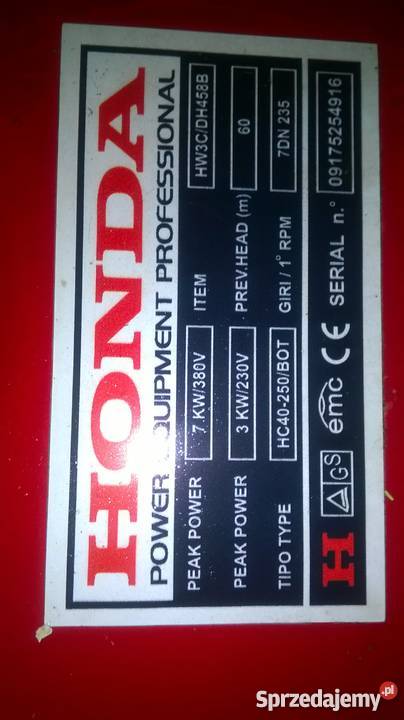 HONDA
POWER EQUIPMENT PROFESSIONAL
PEAK POWER 7 KW/380V ITEM HW3C/DH458B
PEAK POWER 3 KW/230V PREV.HEAD (m) 60
TIPO TYPE HC40-250/BOT GIRI / 1° RPM 7DN 235
H GS emc CE SERIAL n.° 09175254916
Sprzedajemy.pl